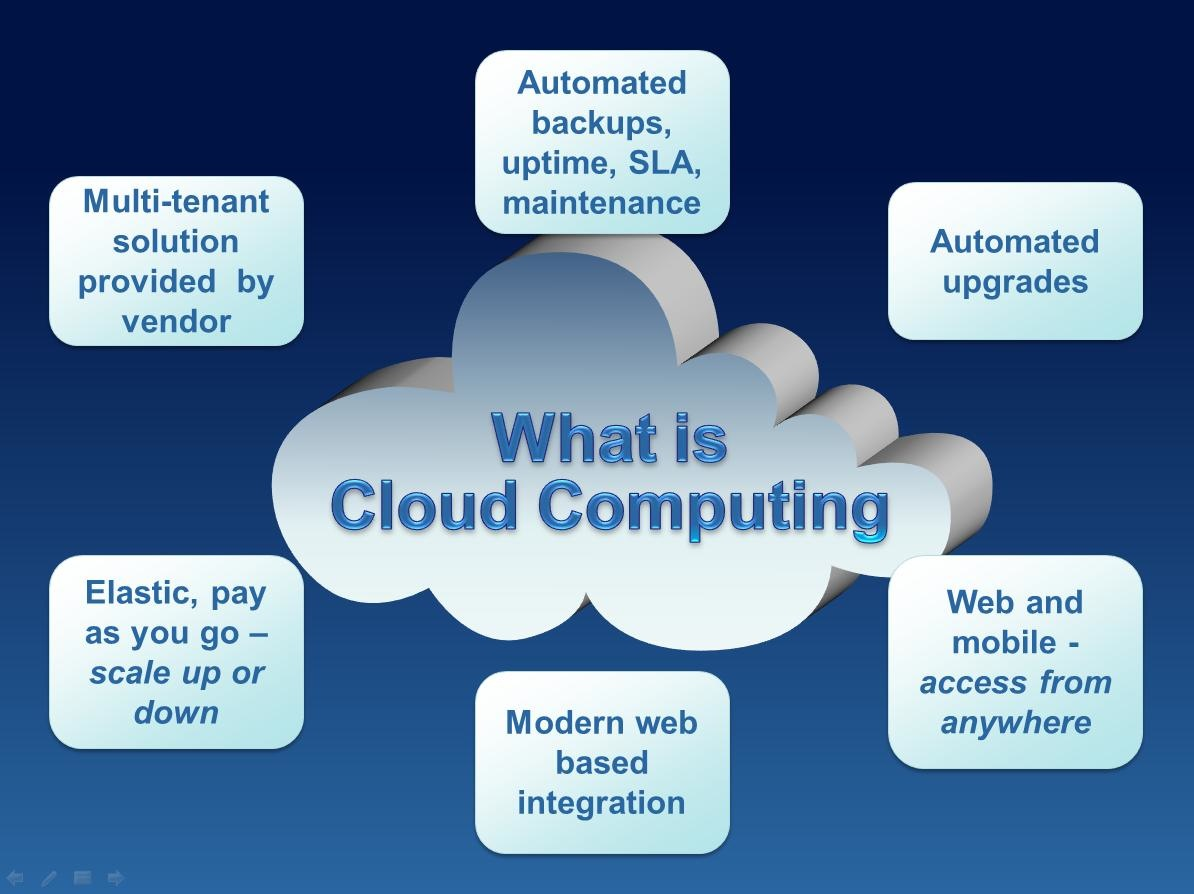 Automated
backups,
uptime, SLA,
maintenance
Multi-tenant
solution
provided  by
vendor
Automated
upgrades
What is
Cloud Computing
Elastic, pay
as you go –
scale up or
down
Web and
mobile -
access from
anywhere
Modern web
based
integration